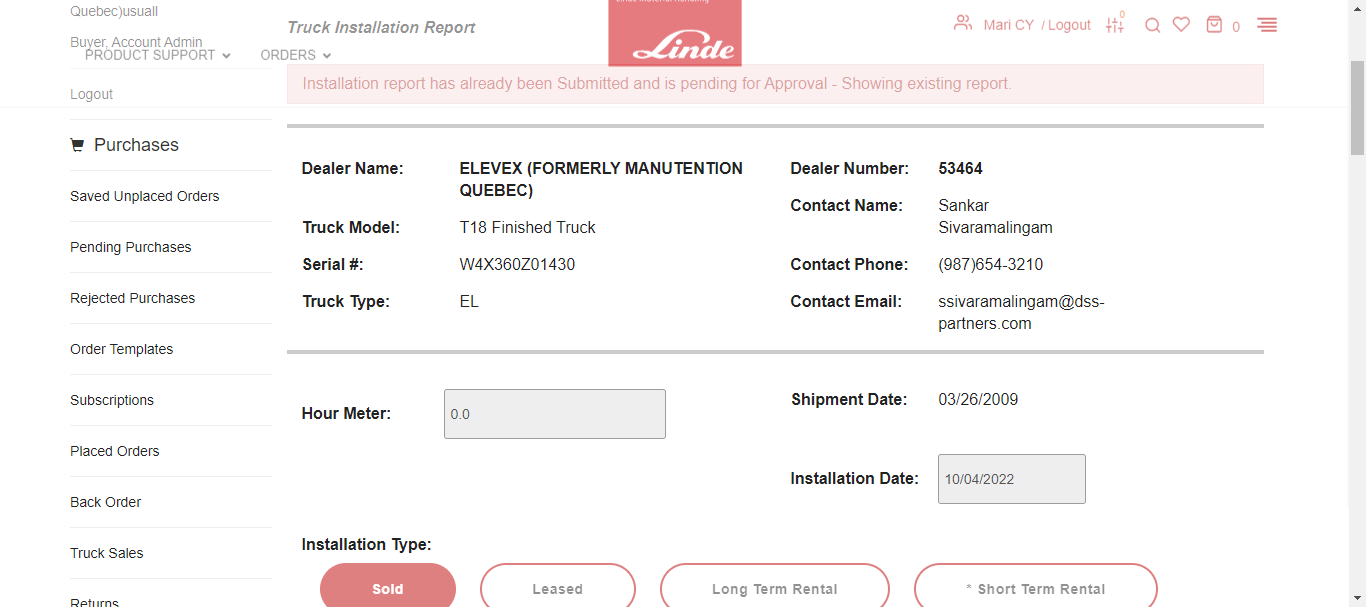 Quebec)usuall
Buyer, Account Admin
Logout
Purchases
Saved Unplaced Orders
Pending Purchases
Rejected Purchases
Order Templates
Subscriptions
Placed Orders
Back Order
Truck Sales
Returns
Truck Installation Report
PRODUCT SUPPORT
ORDERS
Linde Material Handling
Linde
Mari CY / Logout
0
0
Installation report has already been Submitted and is pending for Approval - Showing existing report.
Dealer Name: ELEVEX (FORMERLY MANUTENTION
QUEBEC)
Truck Model: T18 Finished Truck
Serial #: W4X360Z01430
Truck Type: EL
Dealer Number: 53464
Contact Name: Sankar
Sivaramalingam
Contact Phone: (987)654-3210
Contact Email: ssivaramalingam@dss-
partners.com
Hour Meter: 0.0
Shipment Date: 03/26/2009
Installation Date: 10/04/2022
Installation Type:
Sold
Leased
Long Term Rental
* Short Term Rental